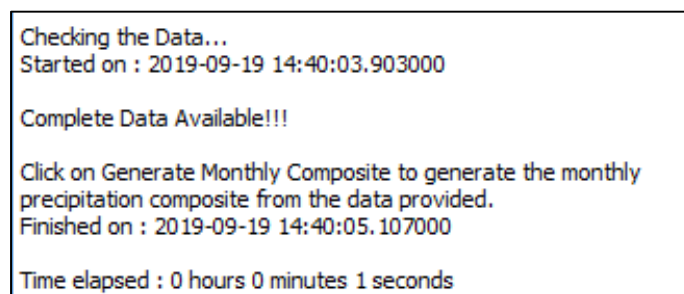 Checking the Data...
Started on : 2019-09-19 14:40:03.903000
Complete Data Available!!!
Click on Generate Monthly Composite to generate the monthly
precipitation composite from the data provided.
Finished on : 2019-09-19 14:40:05.107000
Time elapsed : 0 hours 0 minutes 1 seconds